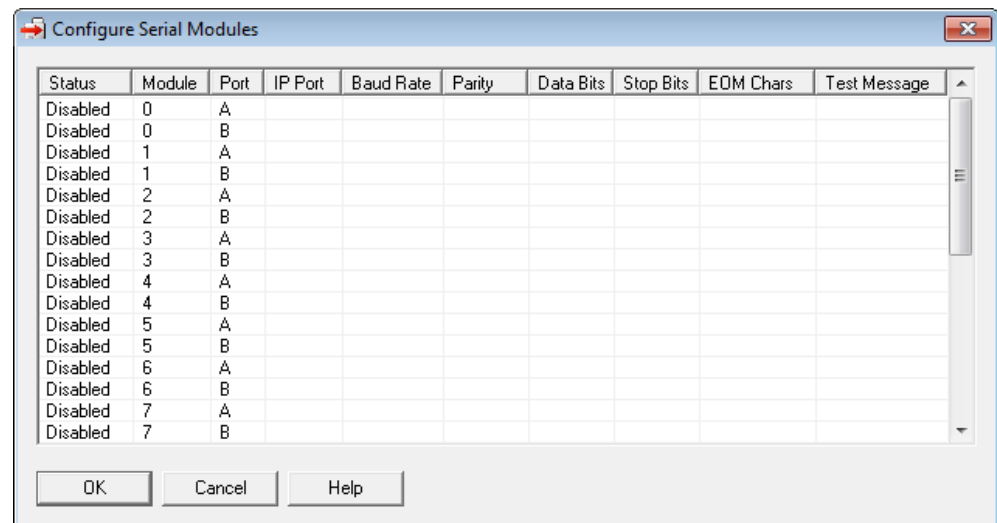 Configure Serial Modules
Status Module Port IP Port Baud Rate Parity Data Bits Stop Bits EOM Chars Test Message
Disabled 0 A
Disabled 0 B
Disabled 1 A
Disabled 1 B
Disabled 2 A
Disabled 2 B
Disabled 3 A
Disabled 3 B
Disabled 4 A
Disabled 4 B
Disabled 5 A
Disabled 5 B
Disabled 6 A
Disabled 6 B
Disabled 7 A
Disabled 7 B
OK Cancel Help